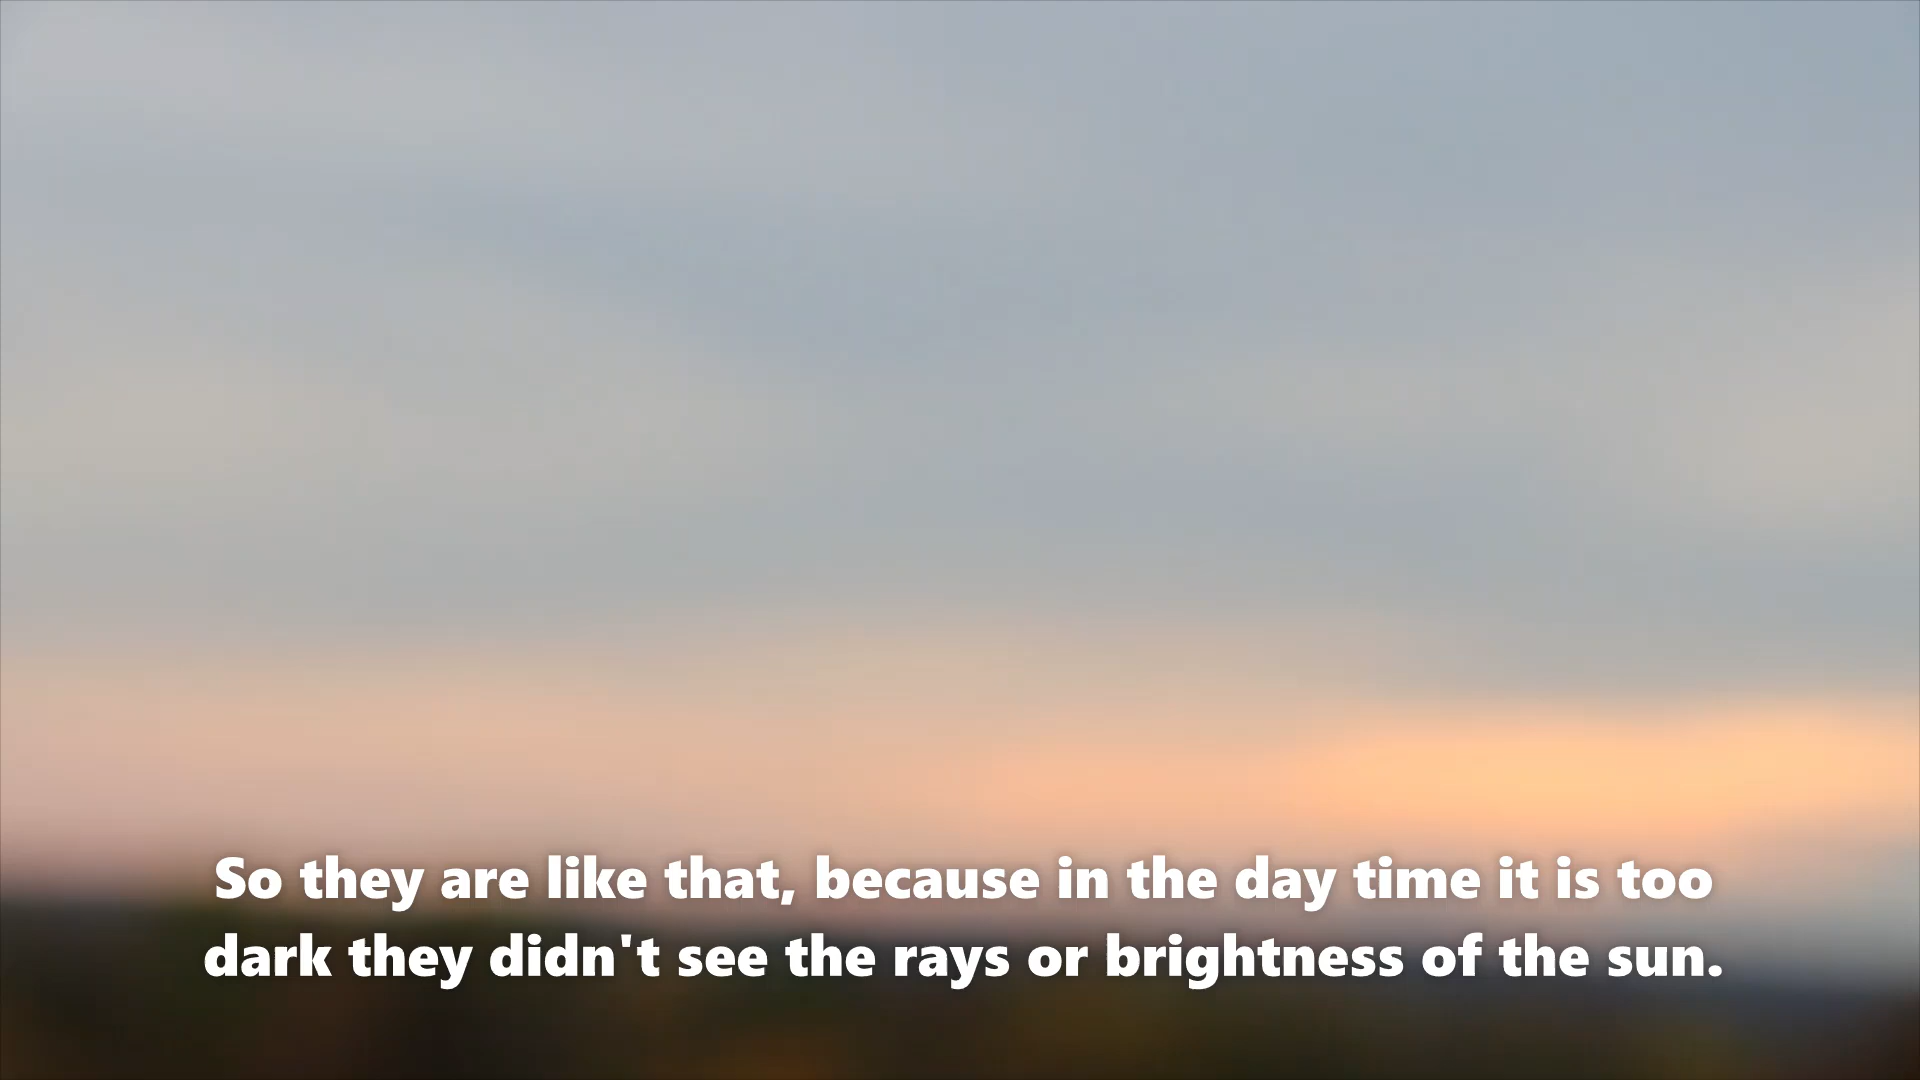 So they are like that, because in the day time it is too
dark they didn't see the rays or brightness of the sun.